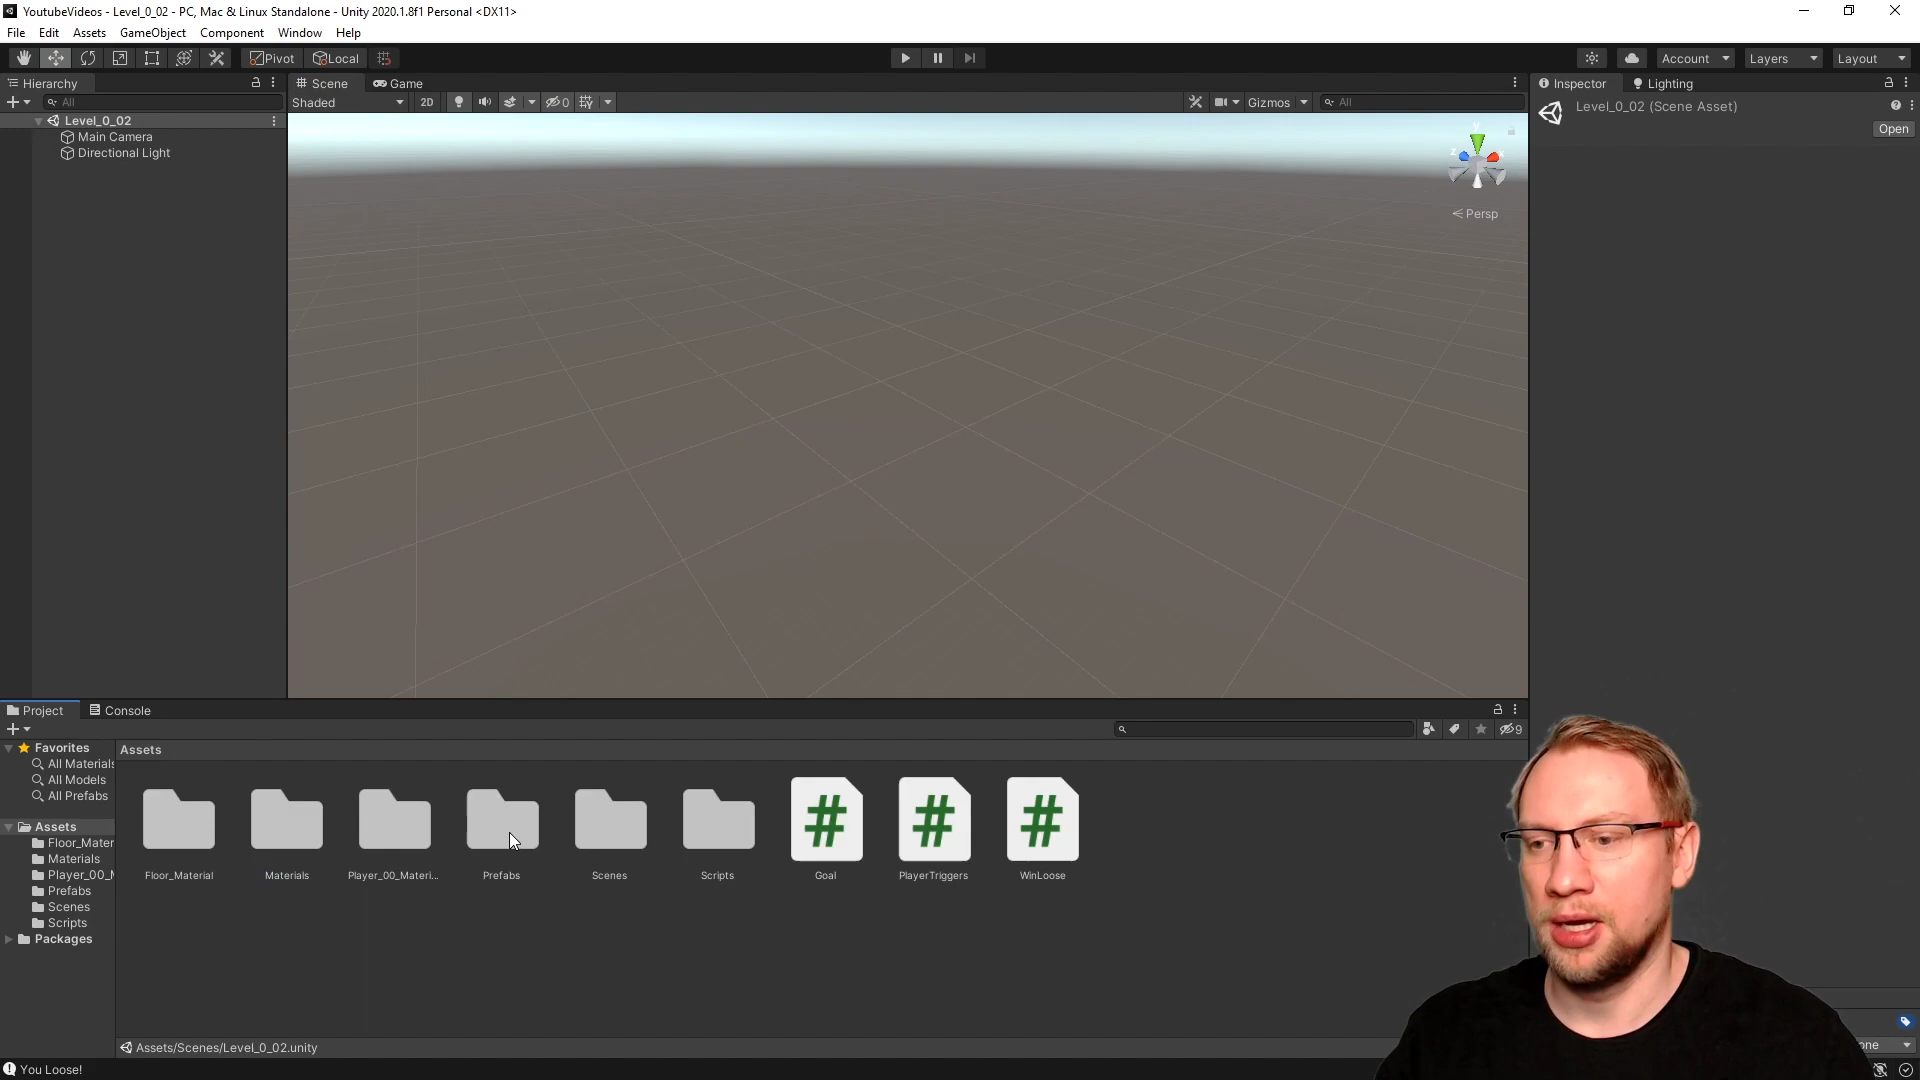 YoutubeVideos - Level_0_02 - PC, Mac & Linux Standalone - Unity 2020.1.8f1 Personal <DX11>
File Edit Assets GameObject Component Window Help
Pivot Local Account Layers Layout
Hierarchy Scene Game Inspector Lighting
All Shaded 2D 0 Gizmos All
Level_0_02 (Scene Asset)
Open
Level_0_02
Main Camera
Directional Light
y
z x
< Persp
Project Console
9
Favorites
All Materials
All Models
All Prefabs
Assets
Floor_Mater
Materials
Player_00_M
Prefabs
Scenes
Scripts
Packages
Assets
# # #
Floor_Material Materials Player_00_Materi... Prefabs Scenes Scripts Goal PlayerTriggers WinLoose
Assets/Scenes/Level_0_02.unity
one
You Loose!